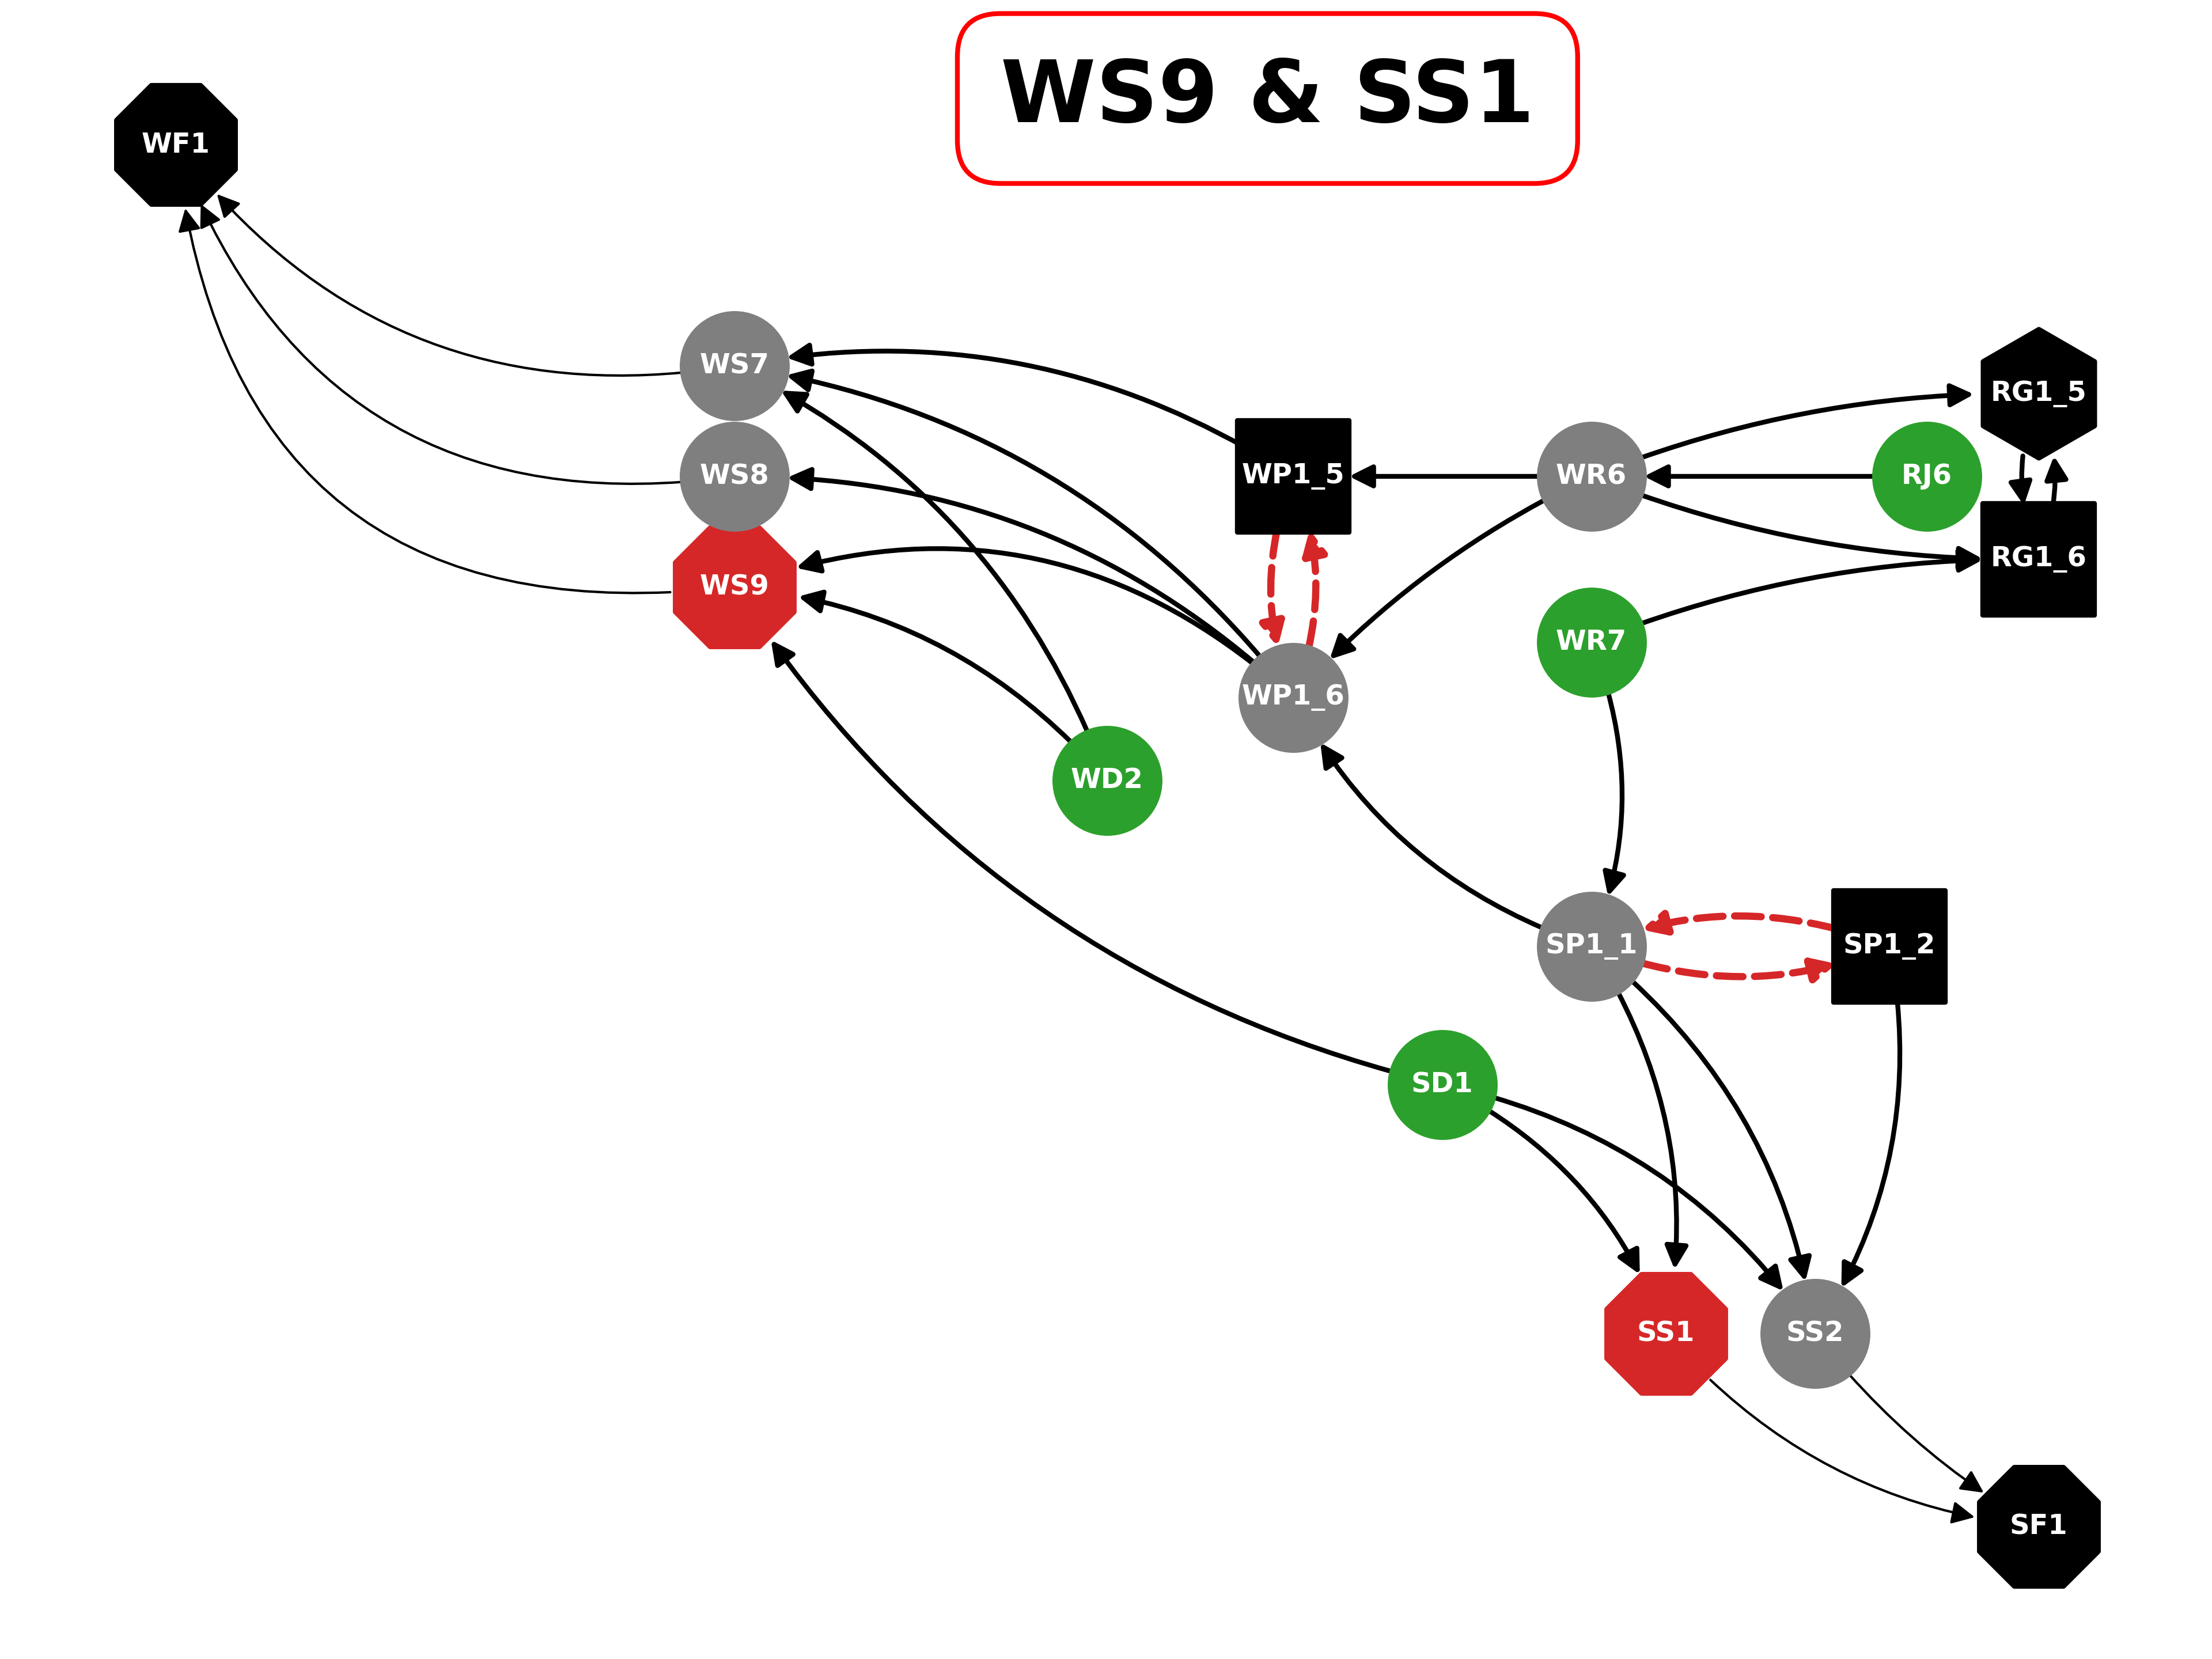 WS9 & SS1
WF1
WS7
RG1_5
WS8
WP1_5
WR6
RJ6
RG1_6
WS9
WR7
WP1_6
WD2
SP1_1
SP1_2
SD1
SS1
SS2
SF1